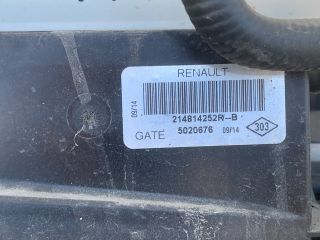 RENAULT
09/14
214814252R--B
GATE 5020676 09/14 303